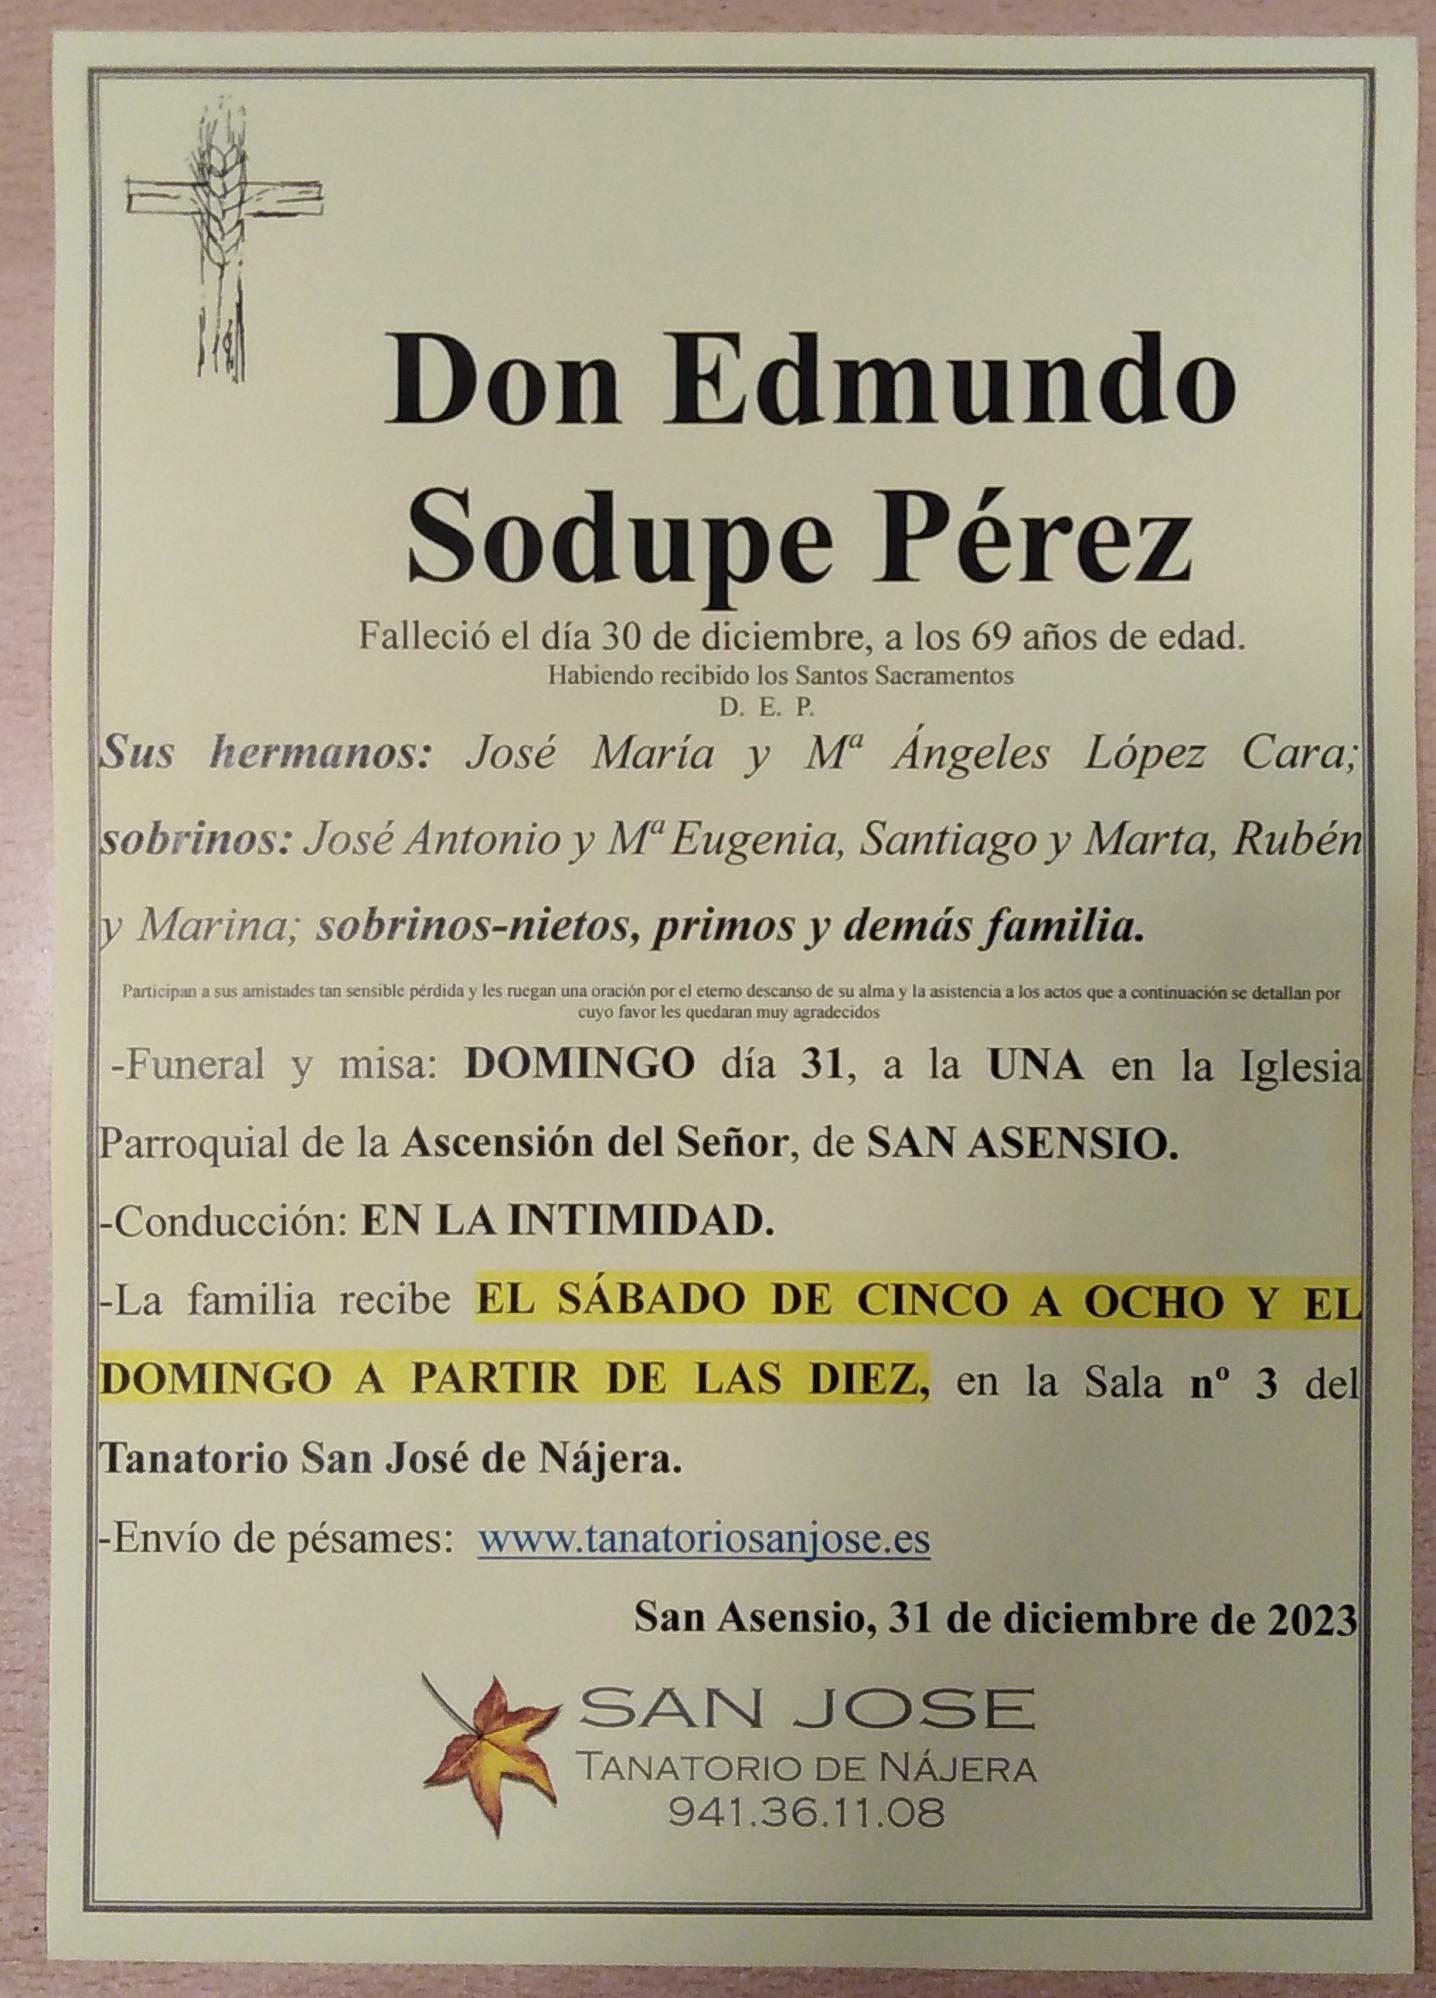 Don Edmundo
Sodupe Pérez
Falleció el día 30 de diciembre, a los 69 años de edad.
Habiendo recibido los Santos Sacramentos
D. E. P.
Sus hermanos: José María y Mª Ángeles López Cara;
sobrinos: José Antonio y Mª Eugenia, Santiago y Marta, Rubén
y Marina; sobrinos-nietos, primos y demás familia.
Participan a sus amistades tan sensible pérdida y les ruegan una oración por el eterno descanso de su alma y la asistencia a los actos que a continuación se detallan por
cuyo favor les quedaran muy agradecidos
-Funeral y misa: DOMINGO día 31, a la UNA en la Iglesia
Parroquial de la Ascensión del Señor, de SAN ASENSIO.
-Conducción: EN LA INTIMIDAD.
-La familia recibe EL SÁBADO DE CINCO A OCHO Y EL
DOMINGO A PARTIR DE LAS DIEZ, en la Sala nº 3 del
Tanatorio San José de Nájera.
-Envío de pésames: www.tanatoriosanjose.es
San Asensio, 31 de diciembre de 2023
SAN JOSE
TANATORIO DE NÁJERA
941.36.11.08